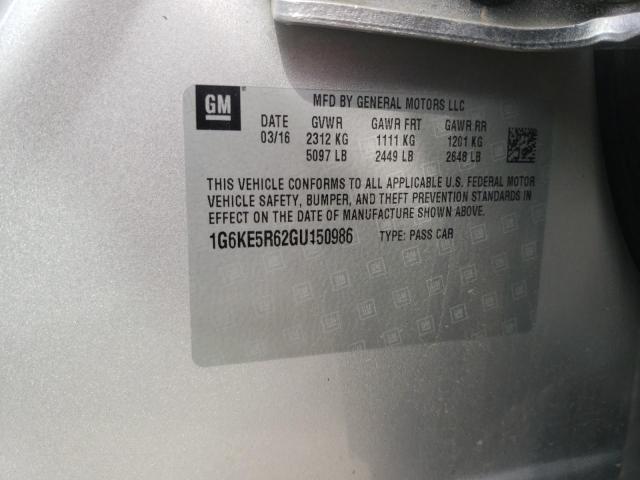 GM MFD BY GENERAL MOTORS LLC
DATE GVWR GAWR FRT GAWR RR
03/16 2312 KG 1111 KG 1201 KG
5097 LB 2449 LB 2648 LB
THIS VEHICLE CONFORMS TO ALL APPLICABLE U.S. FEDERAL MOTOR
VEHICLE SAFETY, BUMPER, AND THEFT PREVENTION STANDARDS IN
EFFECT ON THE DATE OF MANUFACTURE SHOWN ABOVE.
1G6KE5R62GU150986 TYPE: PASS CAR